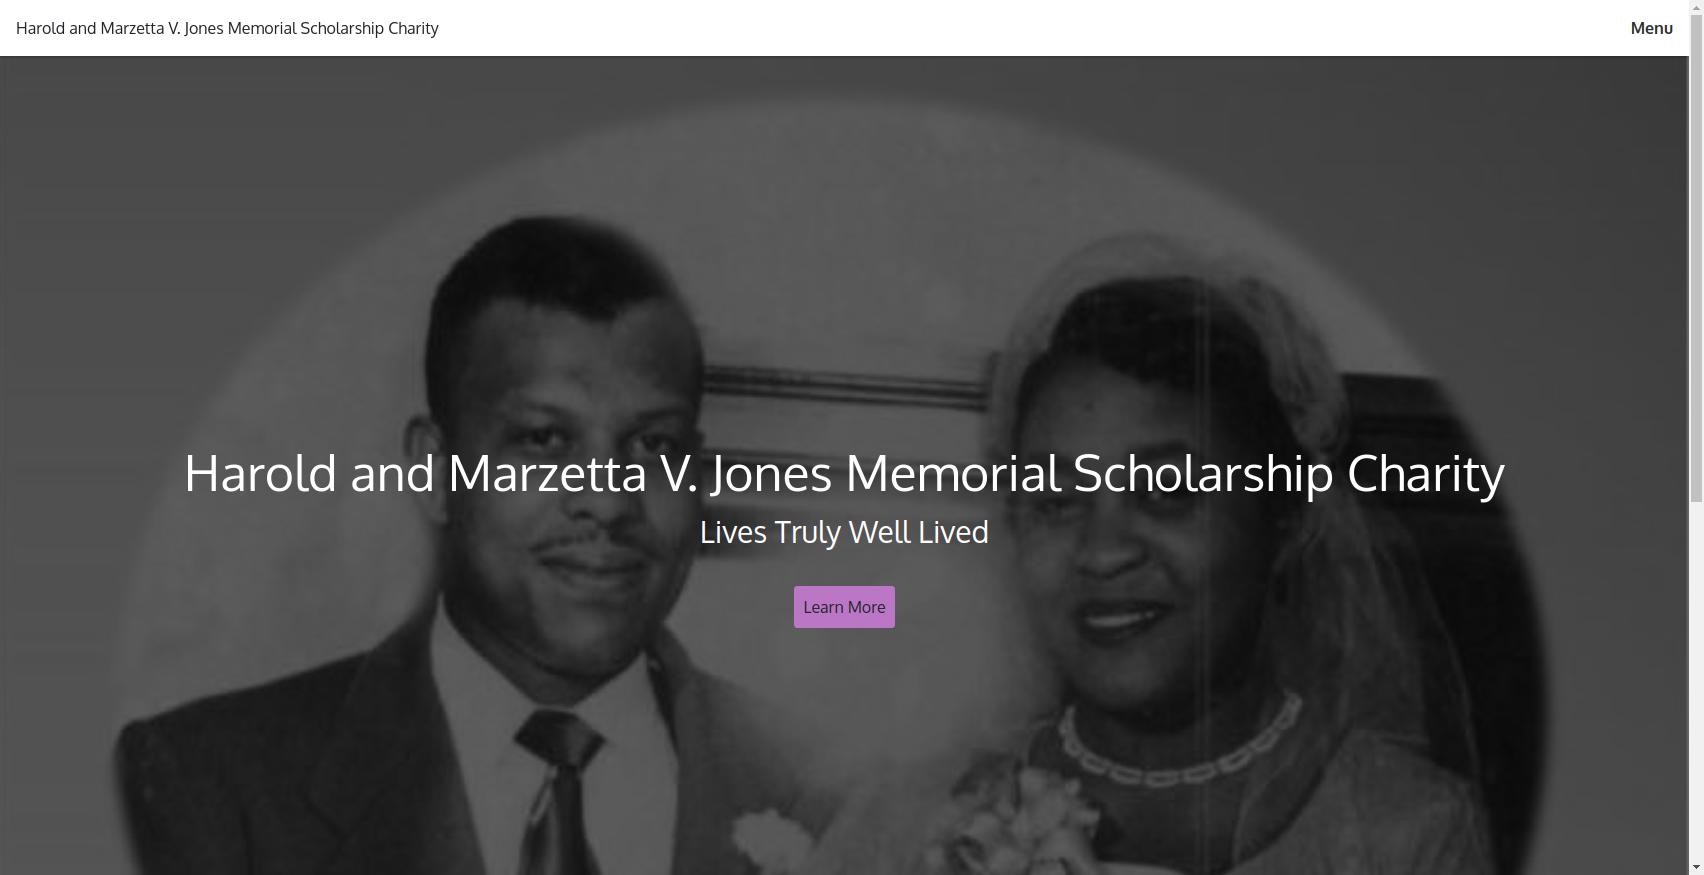 Harold and Marzetta V. Jones Memorial Scholarship Charity
Menu
Harold and Marzetta V. Jones Memorial Scholarship Charity
Lives Truly Well Lived
Learn More